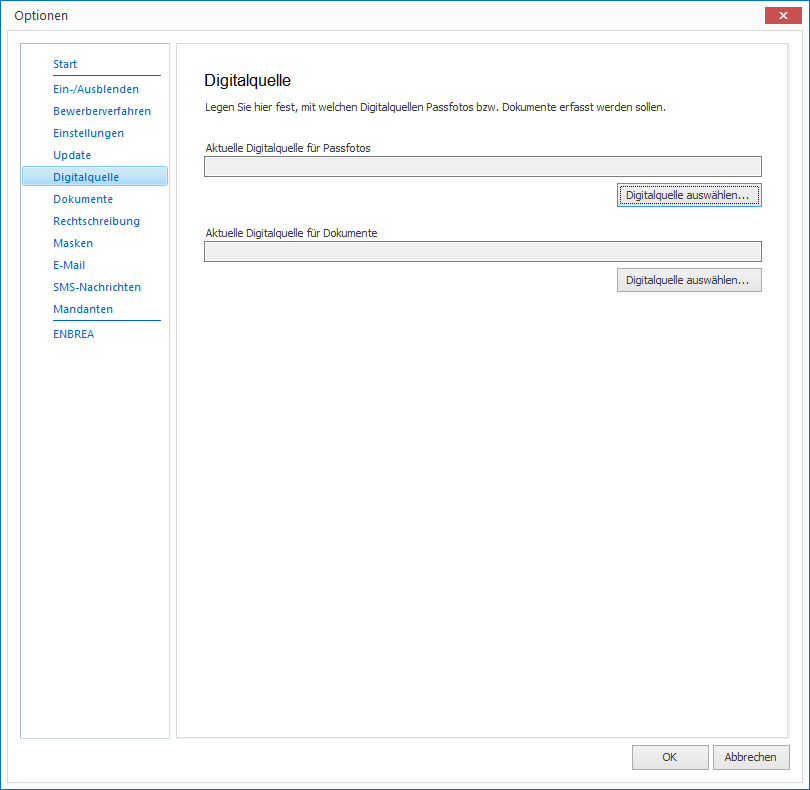 Optionen
Start
Ein-/Ausblenden
Bewerberverfahren
Einstellungen
Update
Digitalquelle
Dokumente
Rechtschreibung
Masken
E-Mail
SMS-Nachrichten
Mandanten
ENBREA
Digitalquelle
Legen Sie hier fest, mit welchen Digitalquellen Passfotos bzw. Dokumente erfasst werden sollen.
Aktuelle Digitalquelle für Passfotos
Digitalquelle auswählen...
Aktuelle Digitalquelle für Dokumente
Digitalquelle auswählen...
OK
Abbrechen